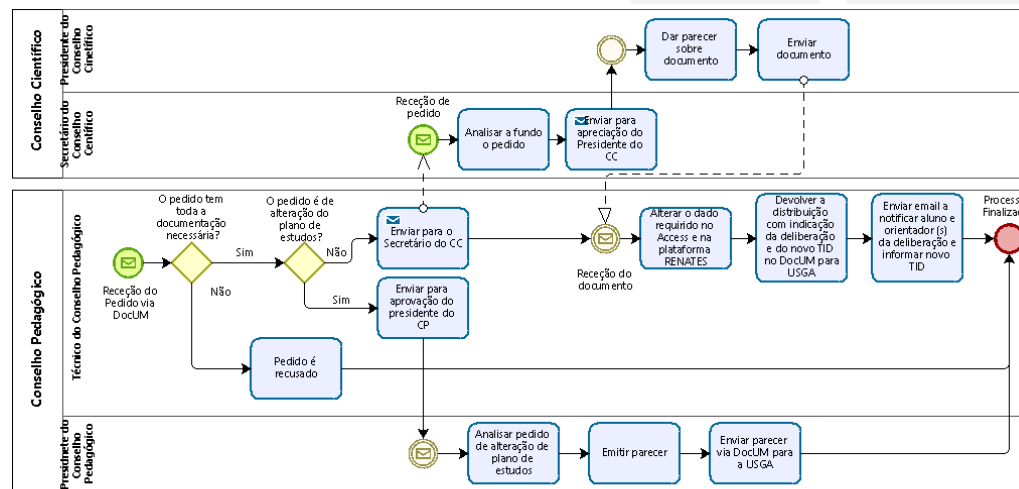 Conselho Científico
Presidente do
Conselho
Cinetífico
Dar parecer
sobre
documento
Enviar
documento
Secretário do
Conselho
Centífico
Receção de
pedido
Analisar a fundo
o pedido
Enviar para
apreciação do
Presidente do
CC
Conselho Pedagógico
Técnico do Conselho Pedagógico
O pedido tem
toda a
documentação
necessária?
O pedido é de
alteração do
plano de
estudos?
Sim
Não
Não
Sim
Receção do
Pedido via
DocUM
Enviar para o
Secretário do CC
Enviar para
aprovação do
presidente do
CP
Pedido é
recusado
Receção do
documento
Alterar o dado
requirido no
Access e na
plataforma
RENATES
Devolver a
distribuição
com indicação
da deliberação
e do novo TID
no DocUM para
USGA
Enviar email a
notificar aluno e
orientador (s)
da deliberação e
informar novo
TID
Process
Finaliza
Presidnete do
Conselho
Pedagógico
Analisar pedido
de alteração de
plano de
estudos
Emitir parecer
Enviar parecer
via DocUM para
a USGA